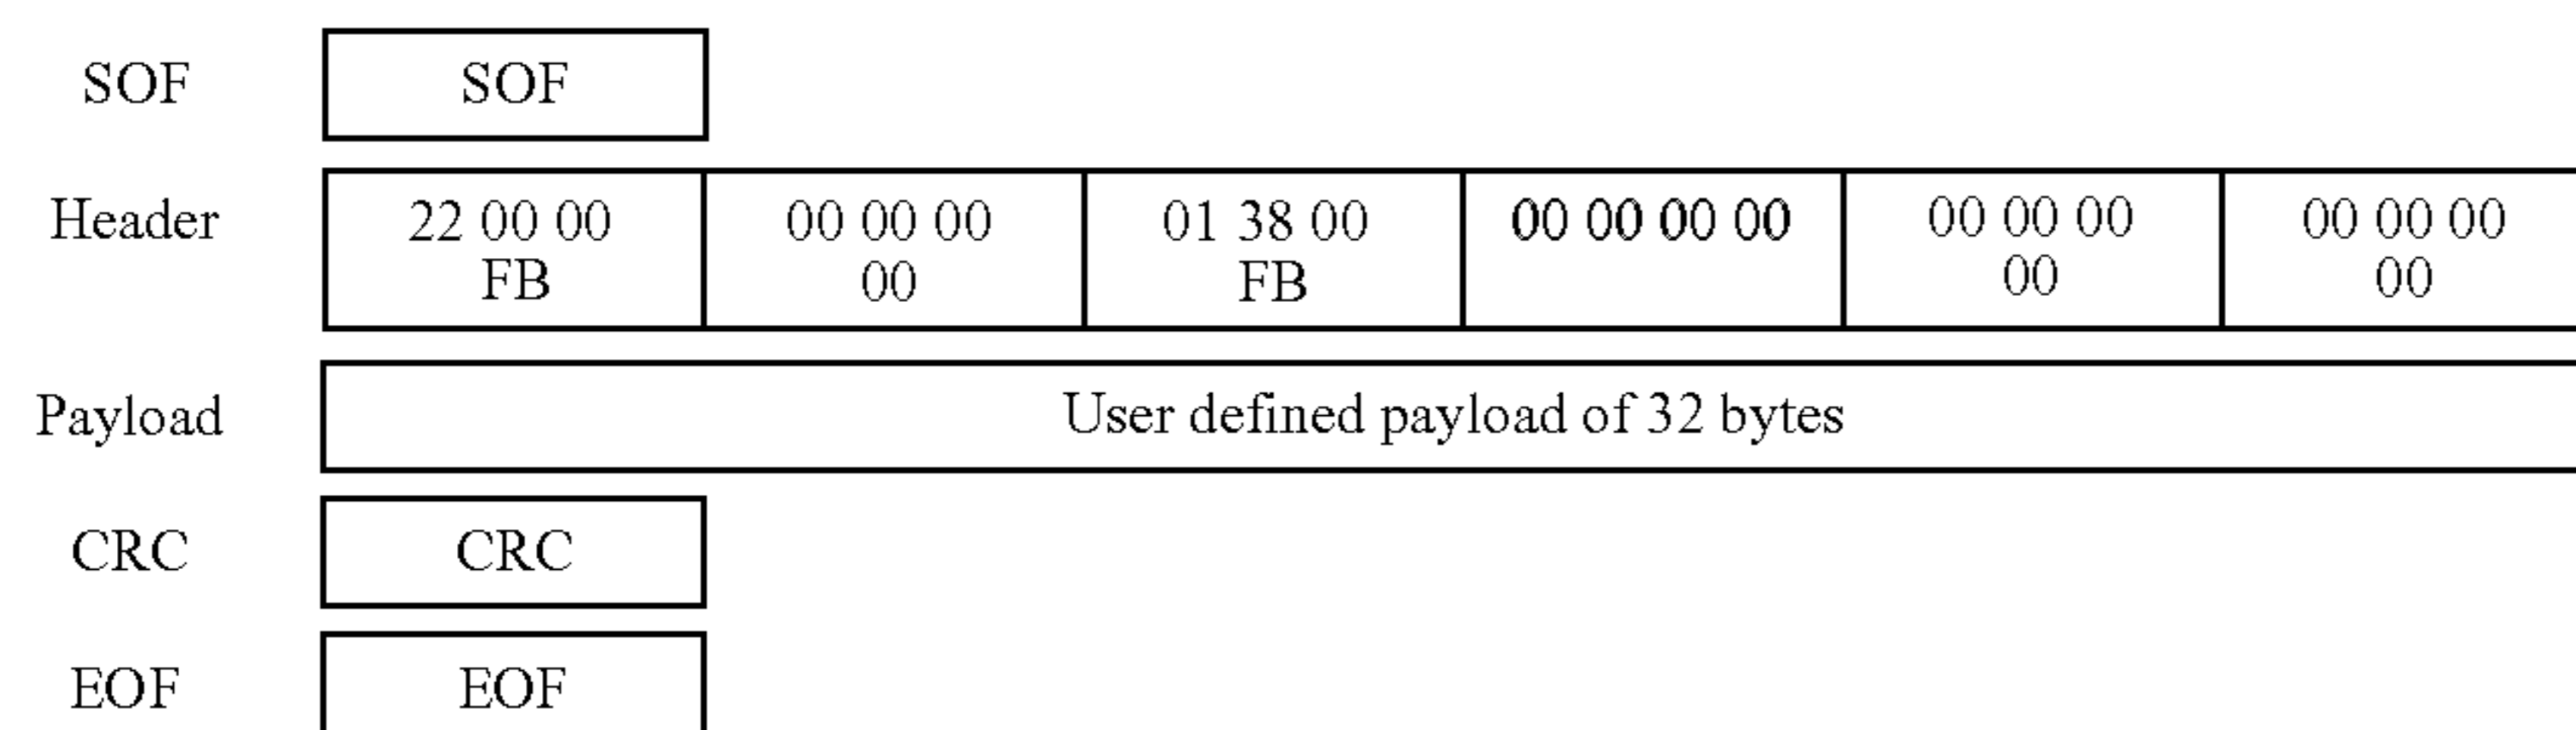 SOF SOF
Header 22 00 00 00 00 00 01 38 00 00 00 00 00 00 00 00 00 00 00
FB 00 FB 00 00
Payload User defined payload of 32 bytes
CRC CRC
EOF EOF